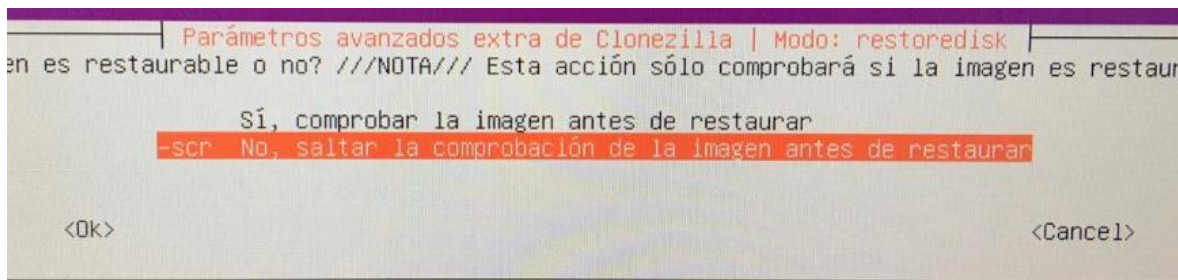 Parámetros avanzados extra de Clonezilla | Modo: restoredisk
en es restaurable o no? ///NOTA/// Esta acción sólo comprobará si la imagen es restaur
Sí, comprobar la imagen antes de restaurar
-scr No, saltar la comprobación de la imagen antes de restaurar
<Ok> <Cancel>